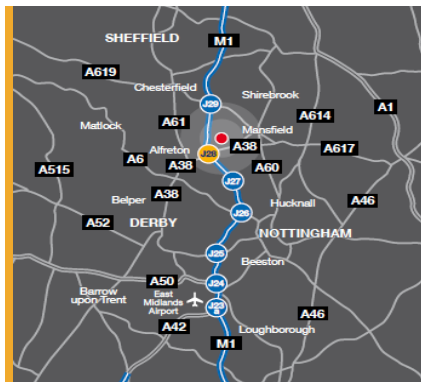 SHEFFIELD
M1
A619
Chesterfield
J29
Shirebrook
A1
Matlock
A61
A614
Mansfield
Alfreton
J28
A38
A617
A515
A6
A38
A60
J27
Belper
A38
Hucknall
A46
J26
A52
DERBY
NOTTINGHAM
J25
Beeston
A50
J24
Barrow
upon Trent
East
Midlands
Airport
J23
a
A42
A46
Loughborough
M1